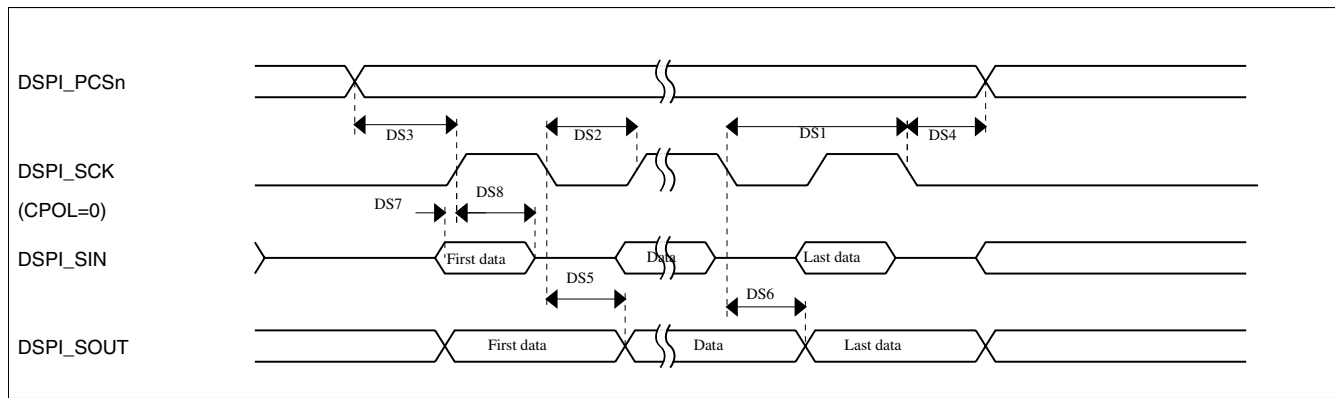 DSPI_PCSn
DS3
DS2
DS1
DS4
DSPI_SCK
(CPOL=0)
DS7
DS8
DSPI_SIN
First data
Data
Last data
DS5
DS6
DSPI_SOUT
First data
Data
Last data